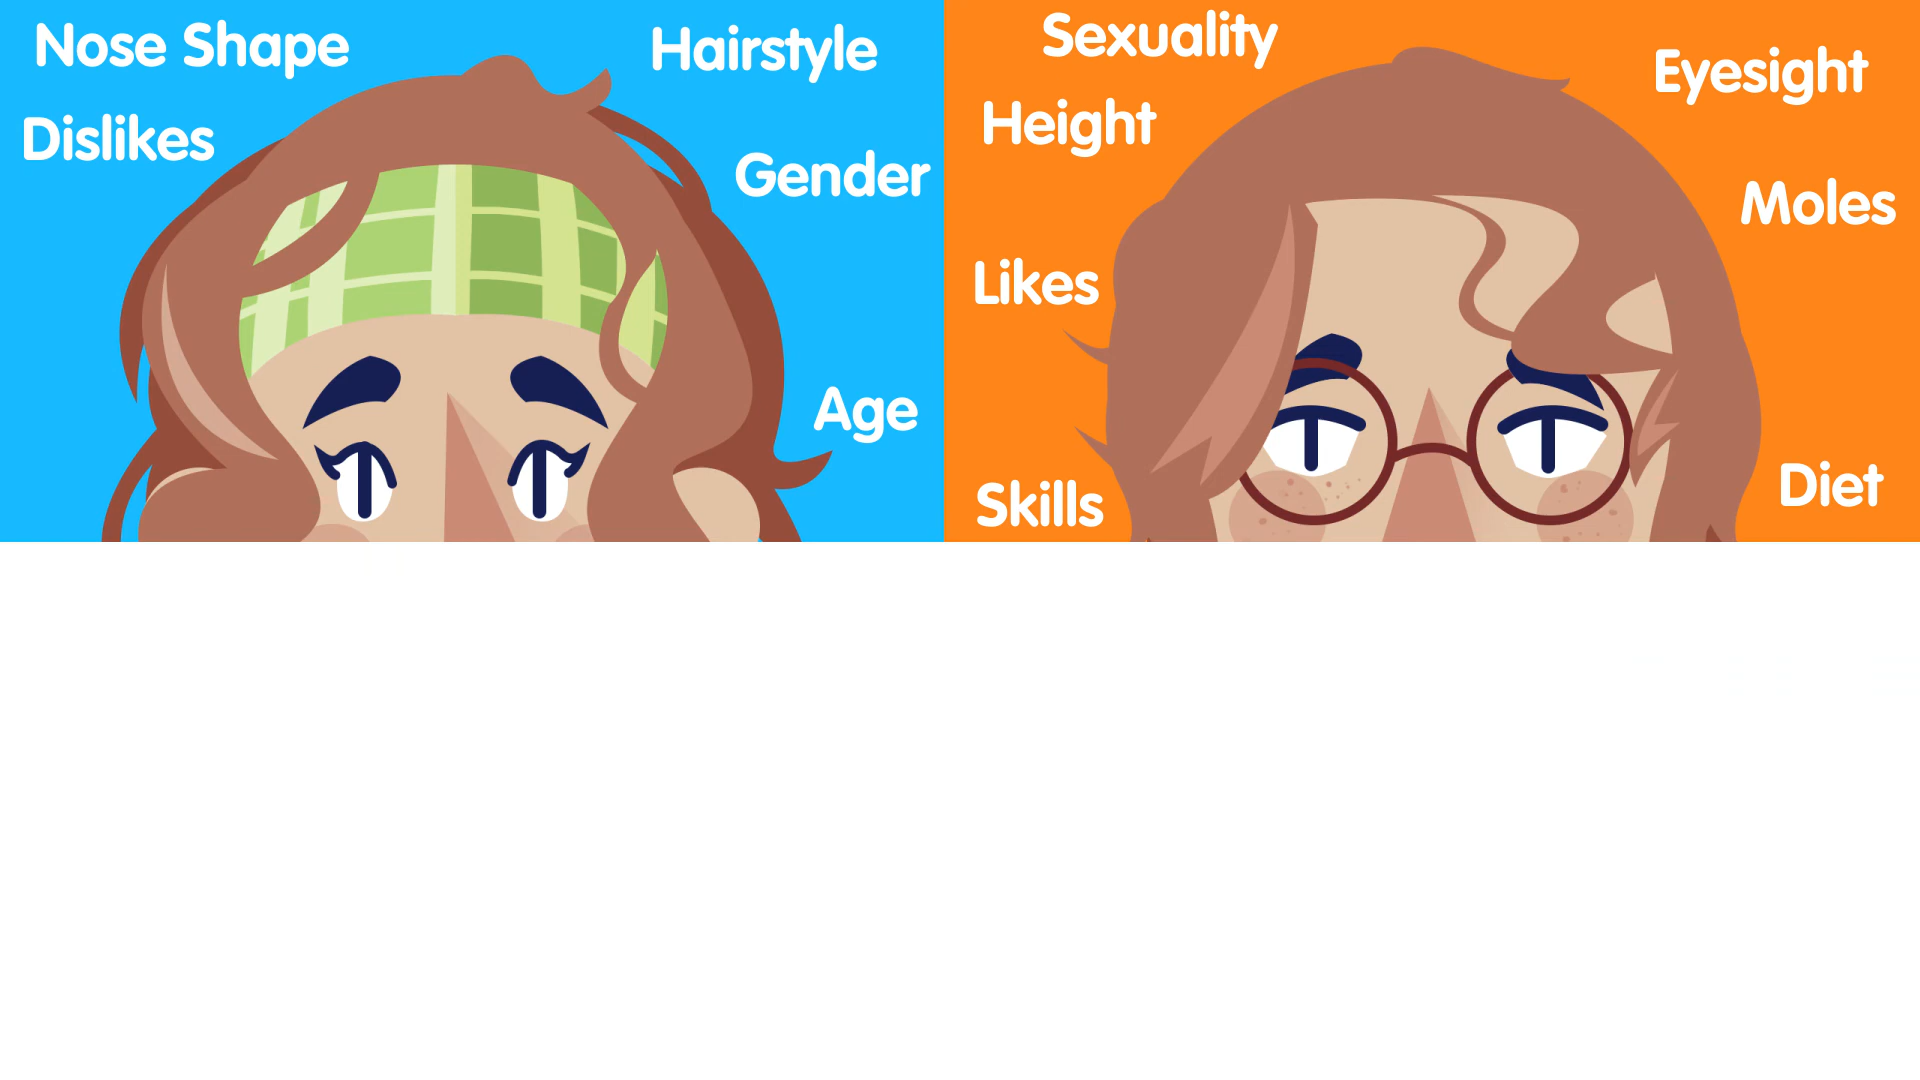 Nose Shape
Hairstyle
Dislikes
Gender
Age
Sexuality
Eyesight
Height
Moles
Likes
Skills
Diet